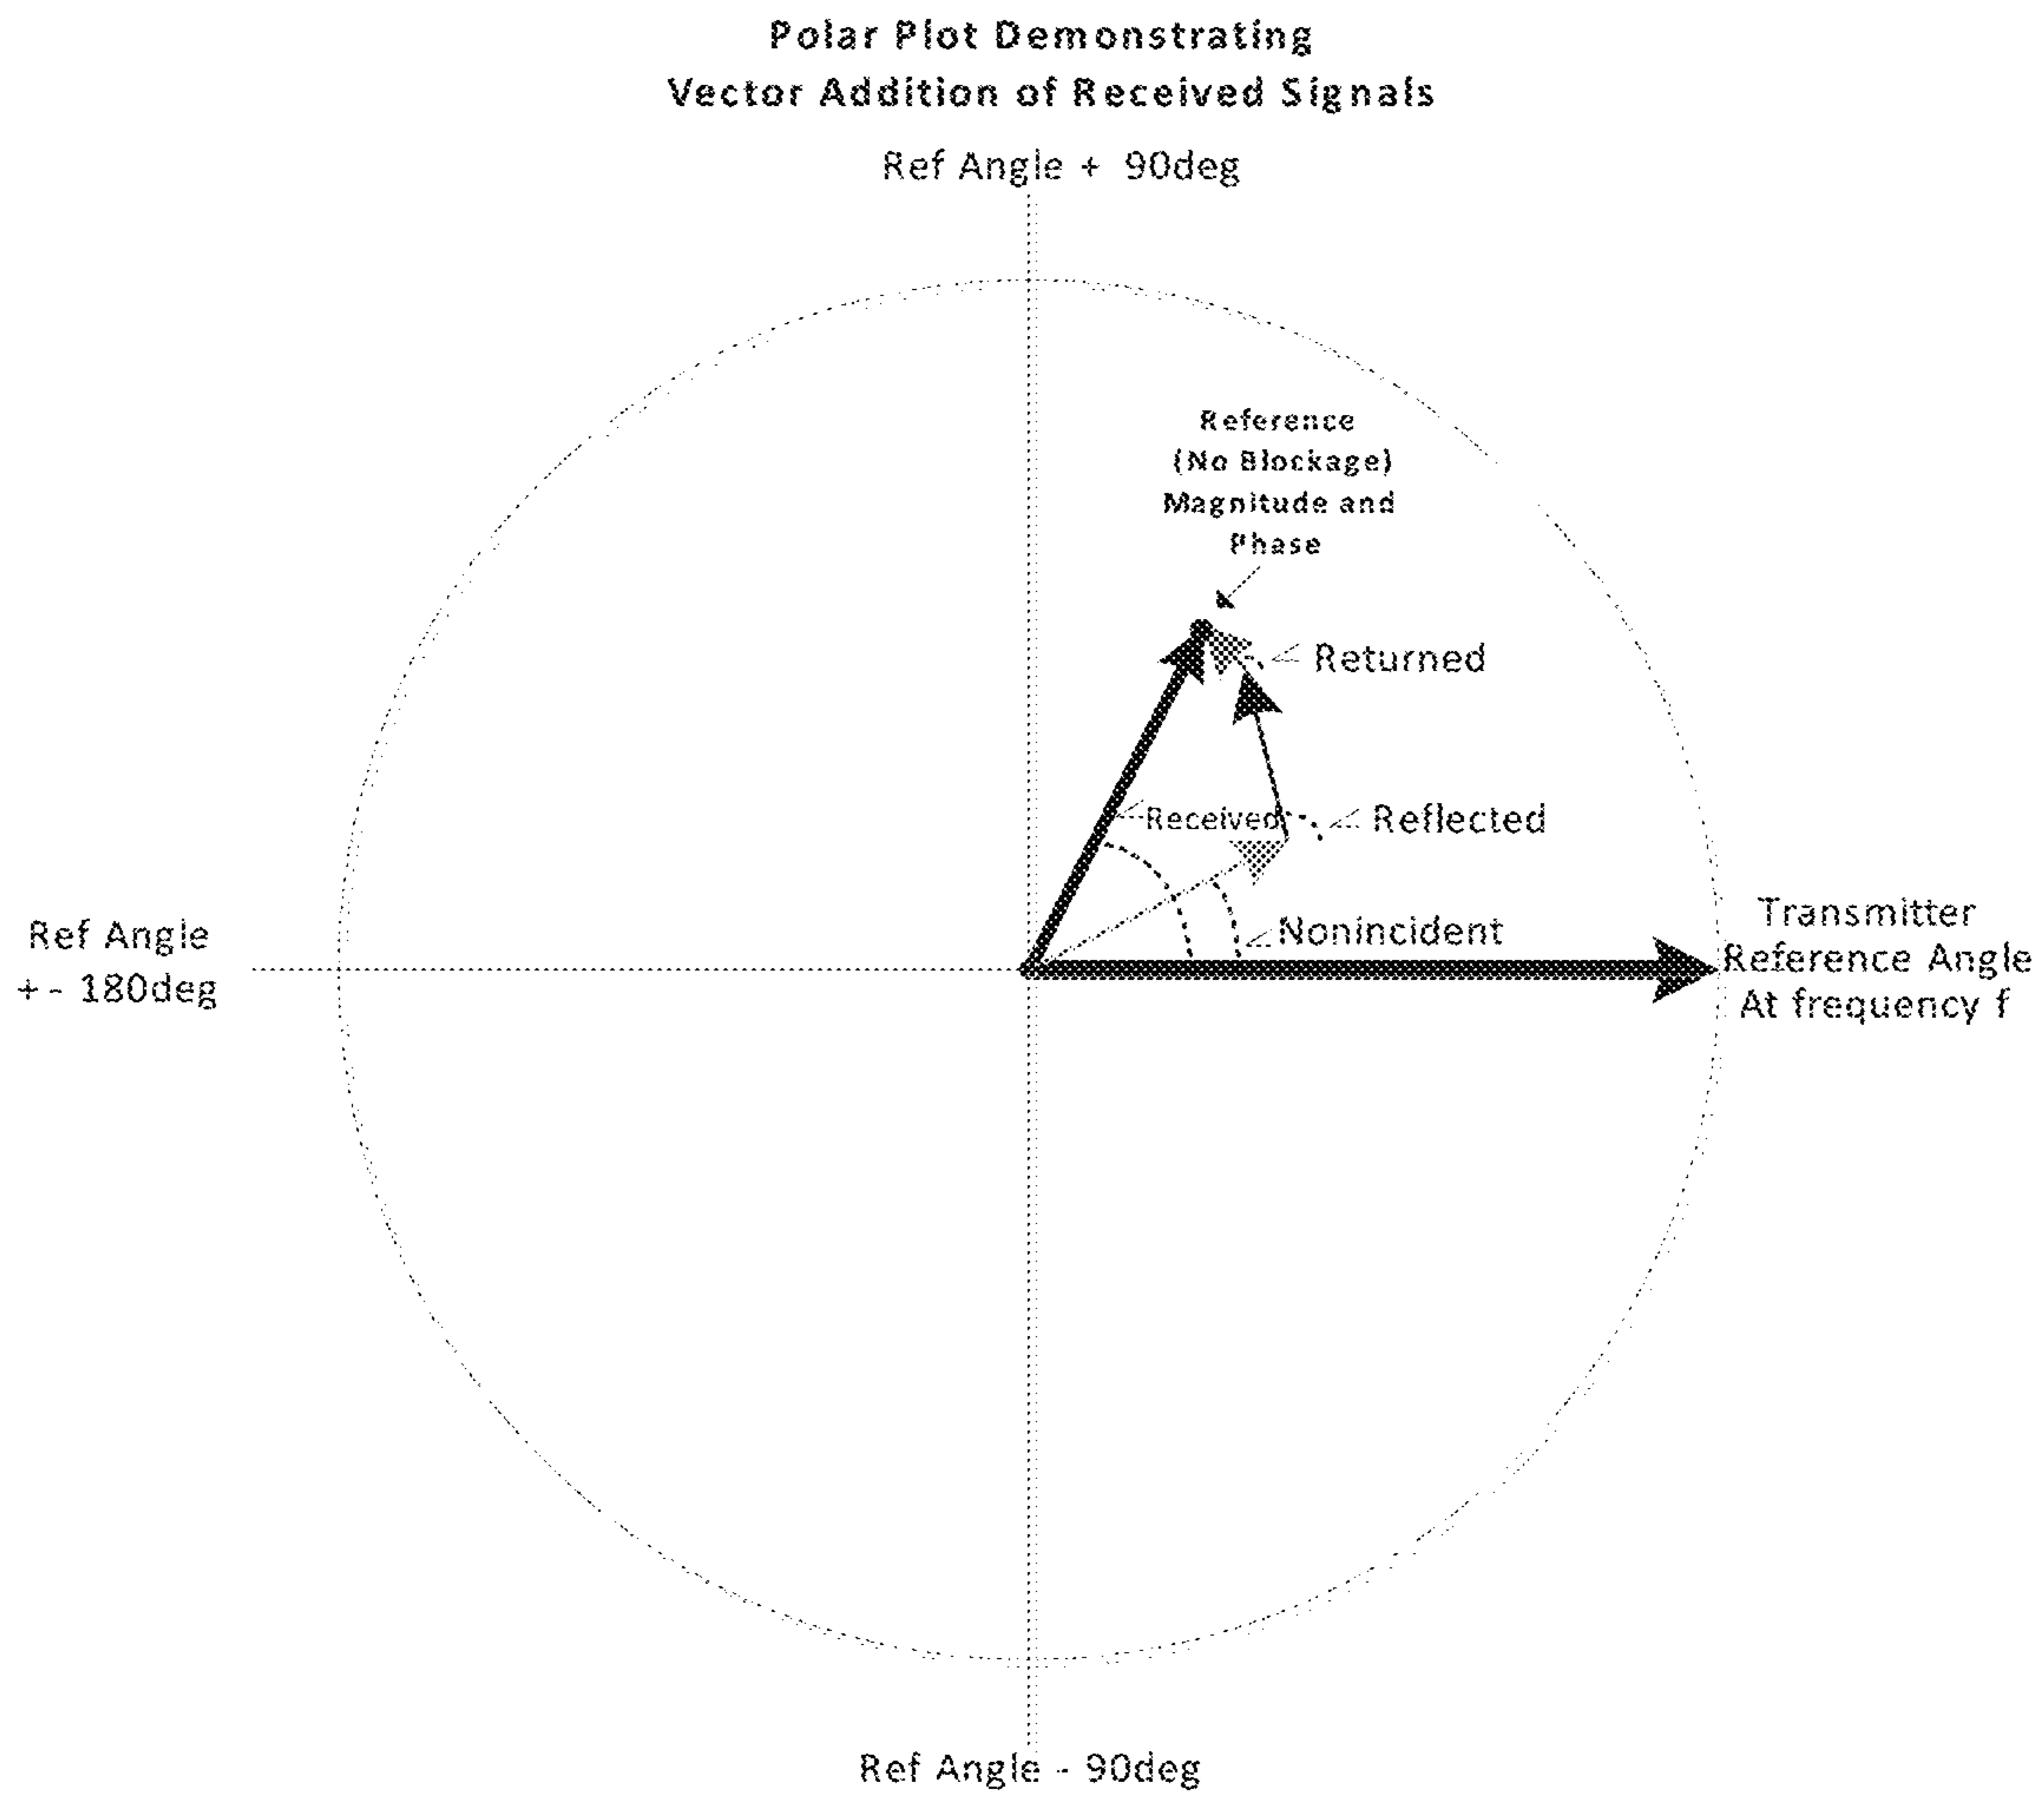 Polar Plot Demonstrating
Vector Addition of Received Signals
Ref Angle + 90deg
Reference
(No Blockage)
Magnitude and
Phase
∠ Returned
∠ Received
∠ Reflected
∠ Nonincident
Ref Angle
+ - 180deg
Transmitter
Reference Angle
At frequency f
Ref Angle - 90deg